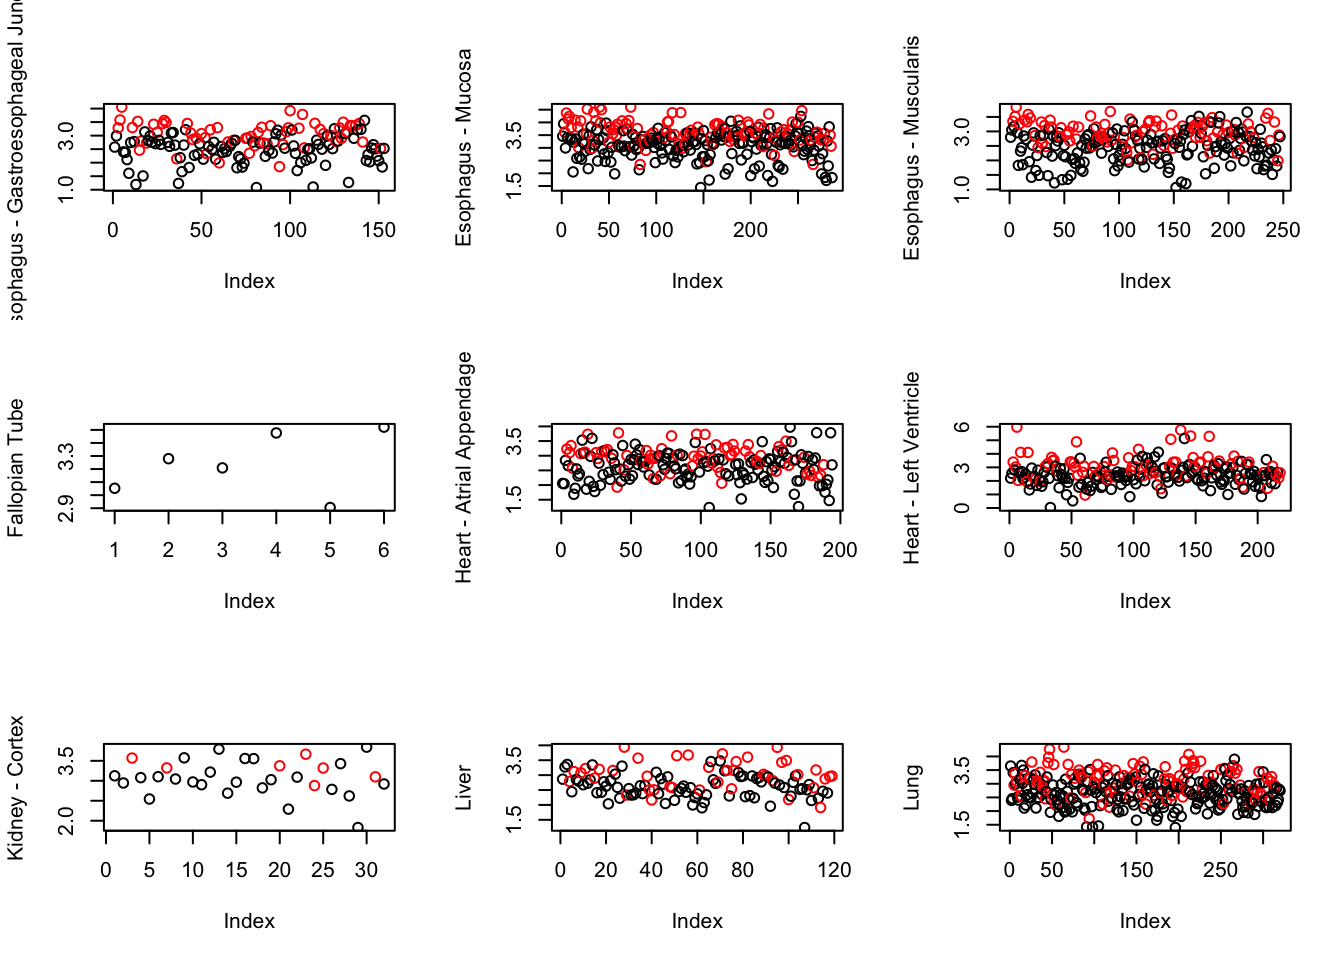 sophagus - Gastroesophageal Junc
1.0 3.0
0 50 100 150
Index
Esophagus - Mucosa
1.5 3.5
0 50 100 200
Index
Esophagus - Muscularis
1.0 3.0
0 50 100 150 200 250
Index
Fallopian Tube
2.9 3.3
1 2 3 4 5 6
Index
Heart - Atrial Appendage
1.5 3.5
0 50 100 150 200
Index
Heart - Left Ventricle
0 3 6
0 50 100 150 200
Index
Kidney - Cortex
2.0 3.5
0 5 10 15 20 25 30
Index
Liver
1.5 3.5
0 20 40 60 80 120
Index
Lung
1.5 3.5
0 50 150 250
Index